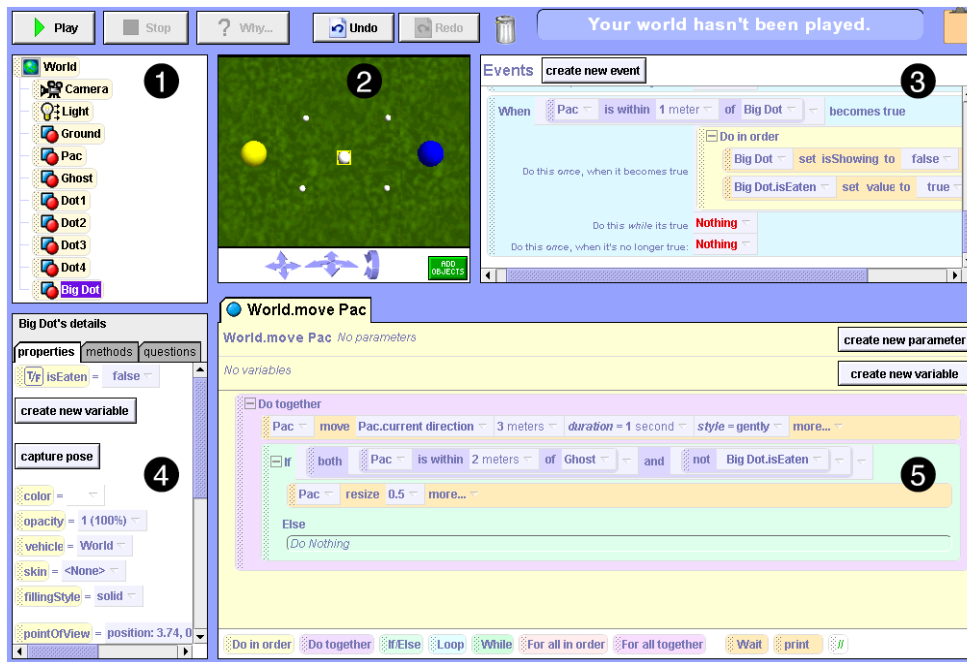 Play
Stop
? Why...
Undo
Redo
Your world hasn't been played.
World
Camera
Light
Ground
Pac
Ghost
Dot1
Dot2
Dot3
Dot4
Big Dot
1
2
ADD
OBJECTS
Events create new event
3
When Pac is within 1 meter of Big Dot becomes true
Do in order
Big Dot set isShowing to false
Do this once, when it becomes true
Big Dot.isEaten set value to true
Do this while its true Nothing
Do this once, when it's no longer true: Nothing
Big Dot's details
properties methods questions
T/F isEaten = false
create new variable
capture pose
4
color =
opacity = 1 (100%)
vehicle = World
skin = <None>
fillingStyle = solid
pointOfView = position: 3.74, 0
World.move Pac
World.move Pac No parameters
create new parameter
No variables
create new variable
Do together
Pac move Pac.current direction 3 meters duration = 1 second style = gently more...
If both Pac is within 2 meters of Ghost and not Big Dot.isEaten
5
Pac resize 0.5 more...
Else
(Do Nothing
Do in order Do together If/Else Loop While For all in order For all together Wait print //